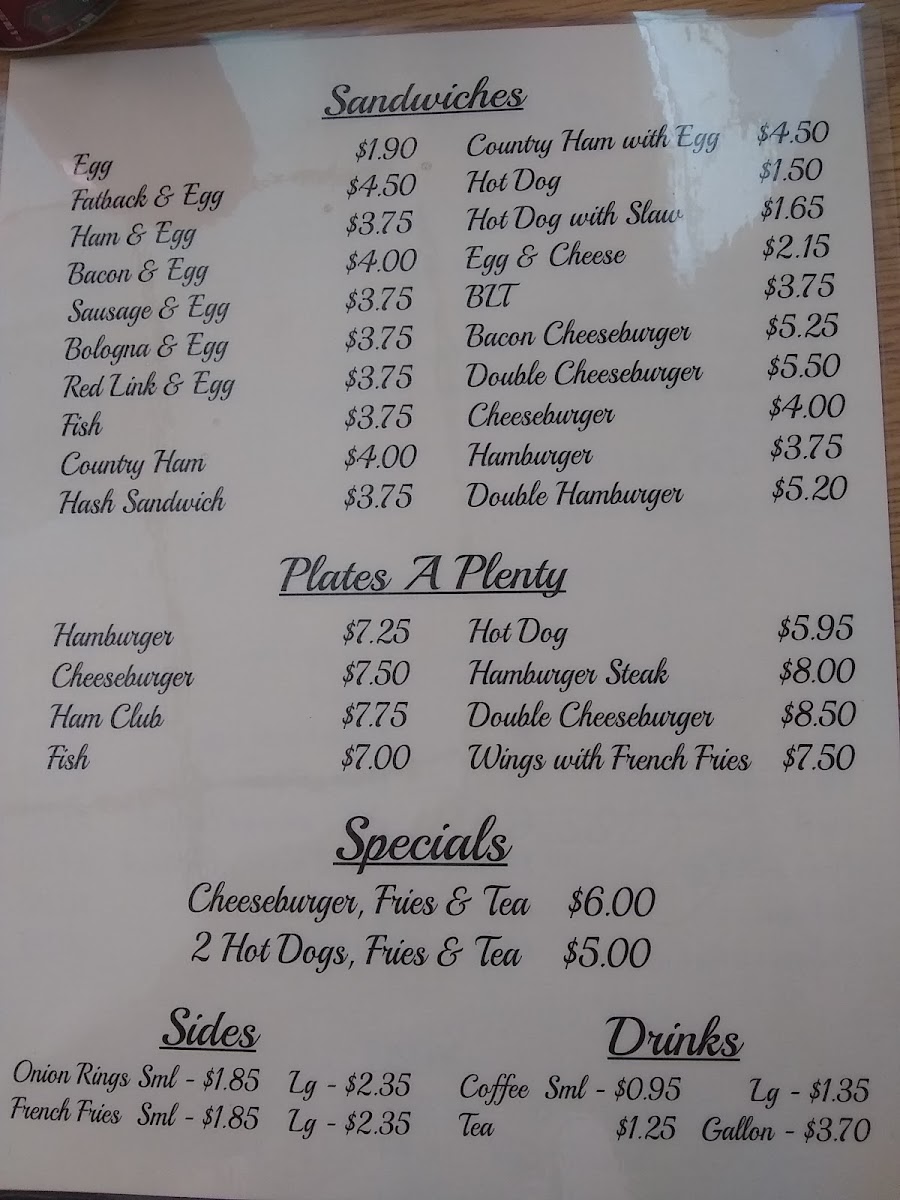 Sandwiches
Egg $1.90 Country Ham with Egg $4.50
Fatback & Egg $4.50 Hot Dog $1.50
Ham & Egg $3.75 Hot Dog with Slaw $1.65
Bacon & Egg $4.00 Egg & Cheese $2.15
Sausage & Egg $3.75 BLT $3.75
Bologna & Egg $3.75 Bacon Cheeseburger $5.25
Red Link & Egg $3.75 Double Cheeseburger $5.50
Fish $3.75 Cheeseburger $4.00
Country Ham $4.00 Hamburger $3.75
Hash Sandwich $3.75 Double Hamburger $5.20
Plates A Plenty
Hamburger $7.25 Hot Dog $5.95
Cheeseburger $7.50 Hamburger Steak $8.00
Ham Club $7.75 Double Cheeseburger $8.50
Fish $7.00 Wings with French Fries $7.50
Specials
Cheeseburger, Fries & Tea $6.00
2 Hot Dogs, Fries & Tea $5.00
Sides Drinks
Onion Rings Sml - $1.85 Lg - $2.35 Coffee Sml - $0.95 Lg - $1.35
French Fries Sml - $1.85 Lg - $2.35 Tea $1.25 Gallon - $3.70